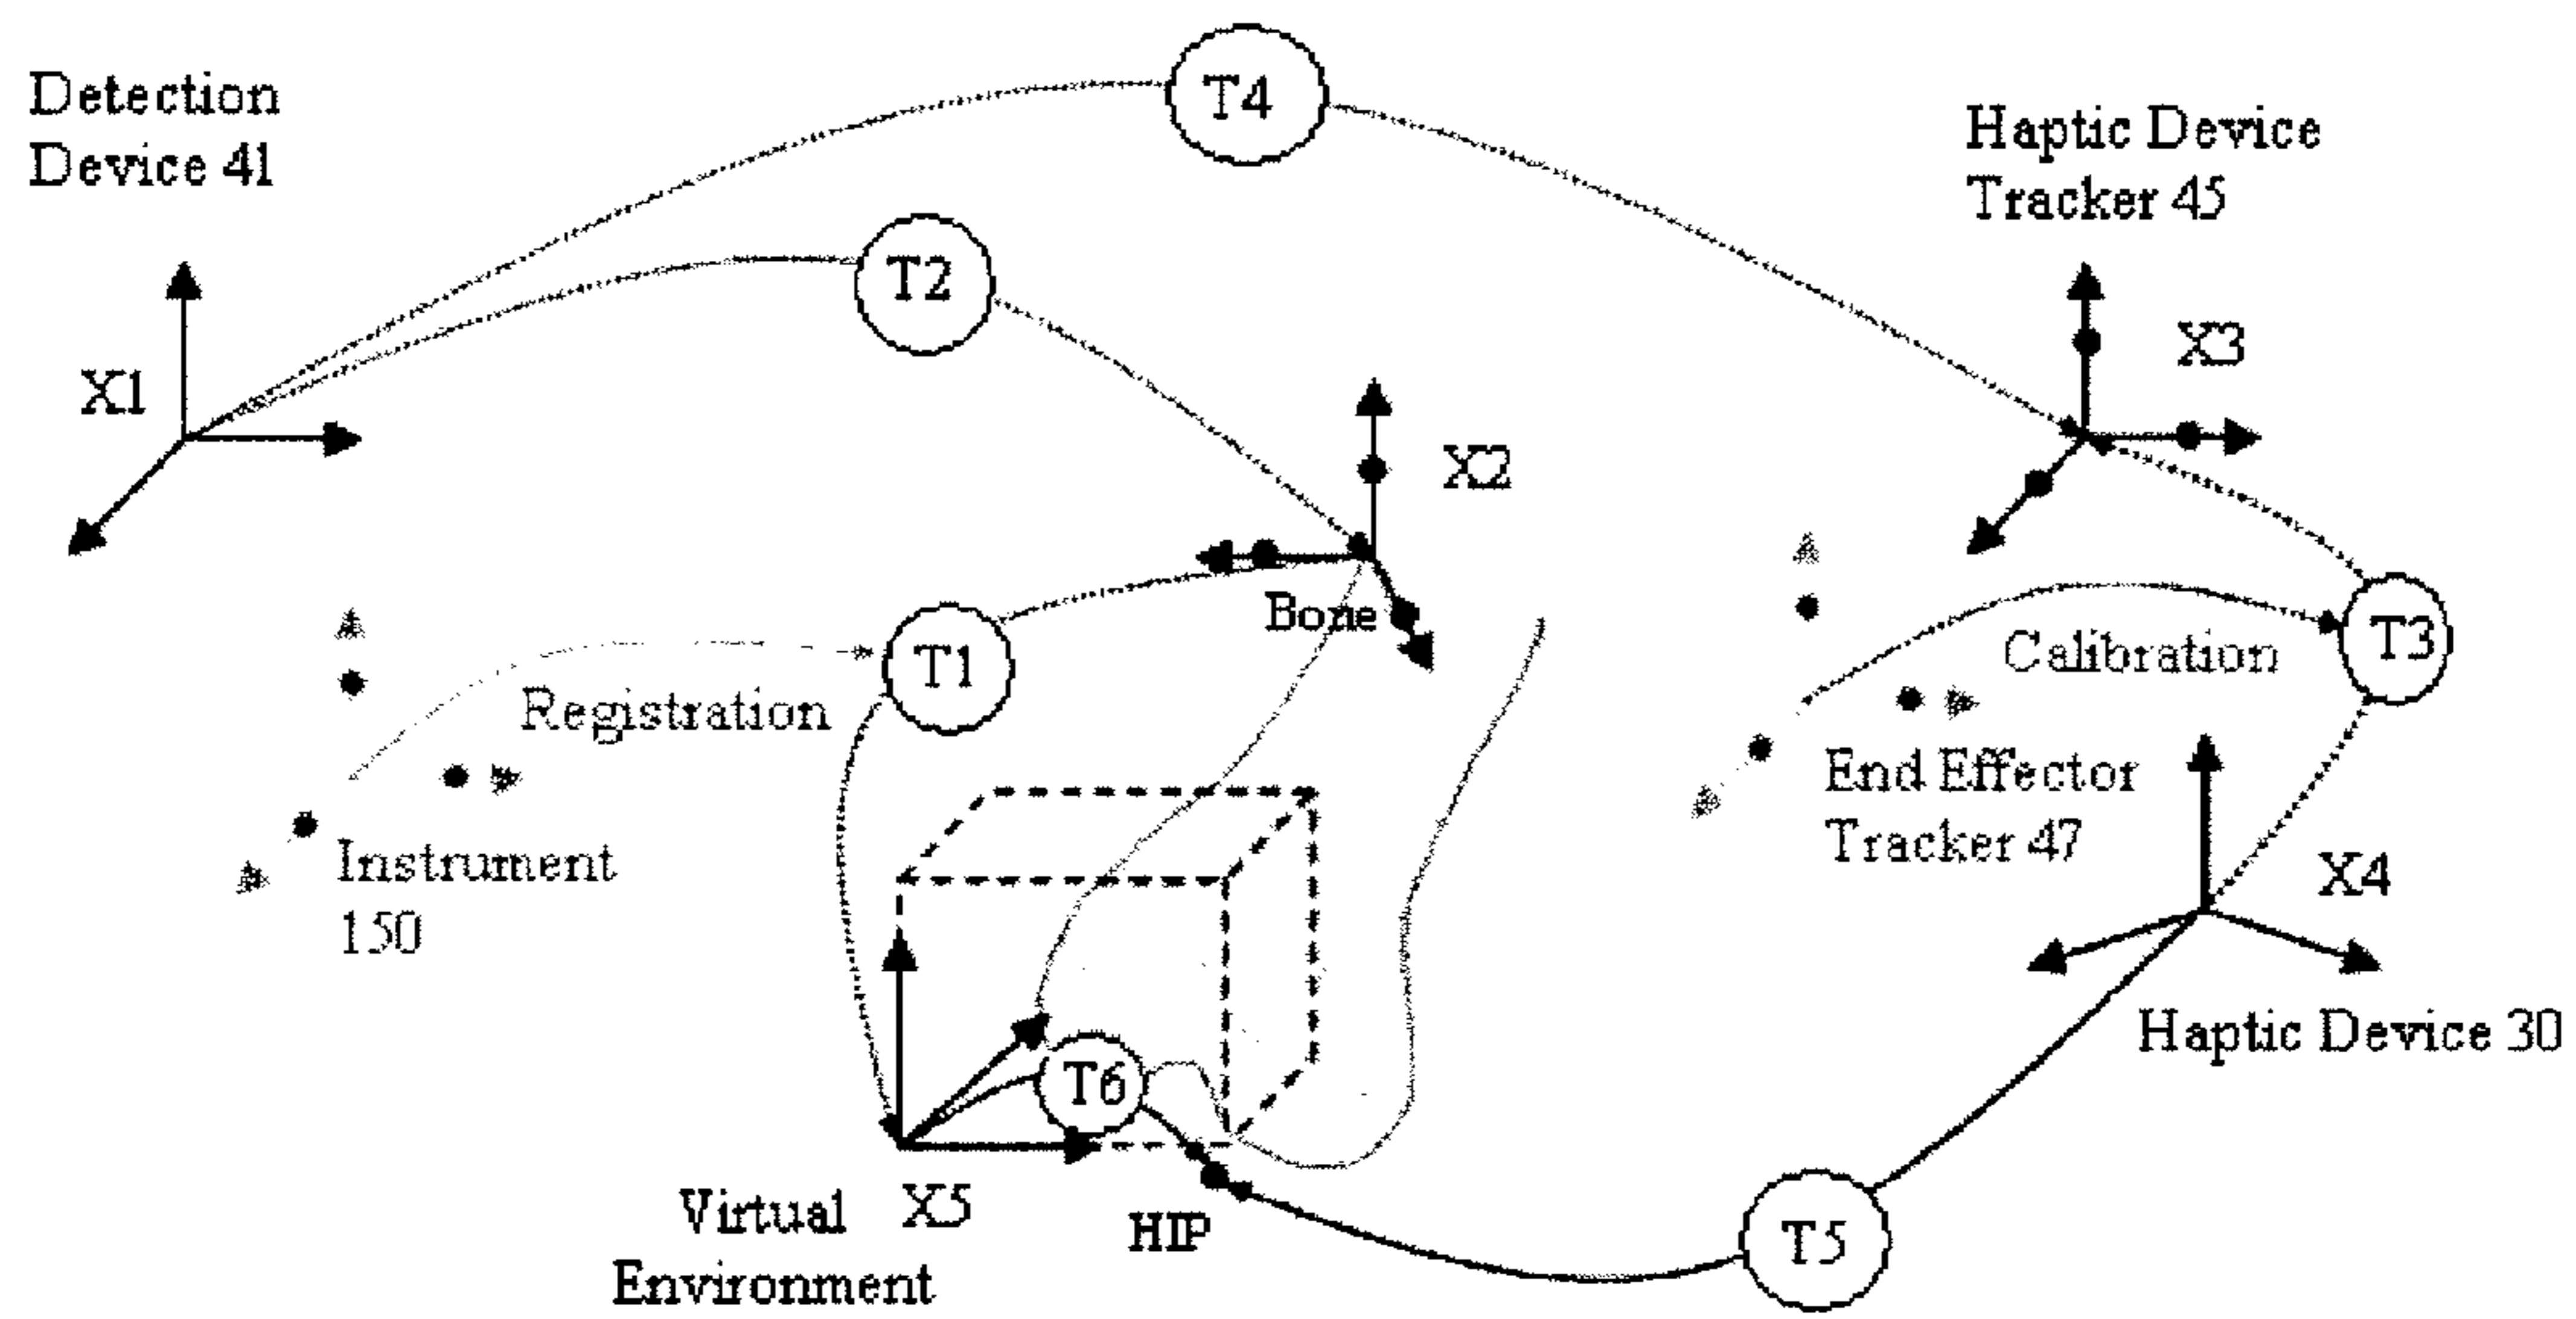 T4
Detection
Device 41
Haptic Device
Tracker 45
T2
X3
X1
X2
Bone
T1
Registration
T3
Calibration
End Effector
Tracker 47
Instrument
150
X4
Haptic Device 30
T6
Virtual
Environment
X5
HIP
T5